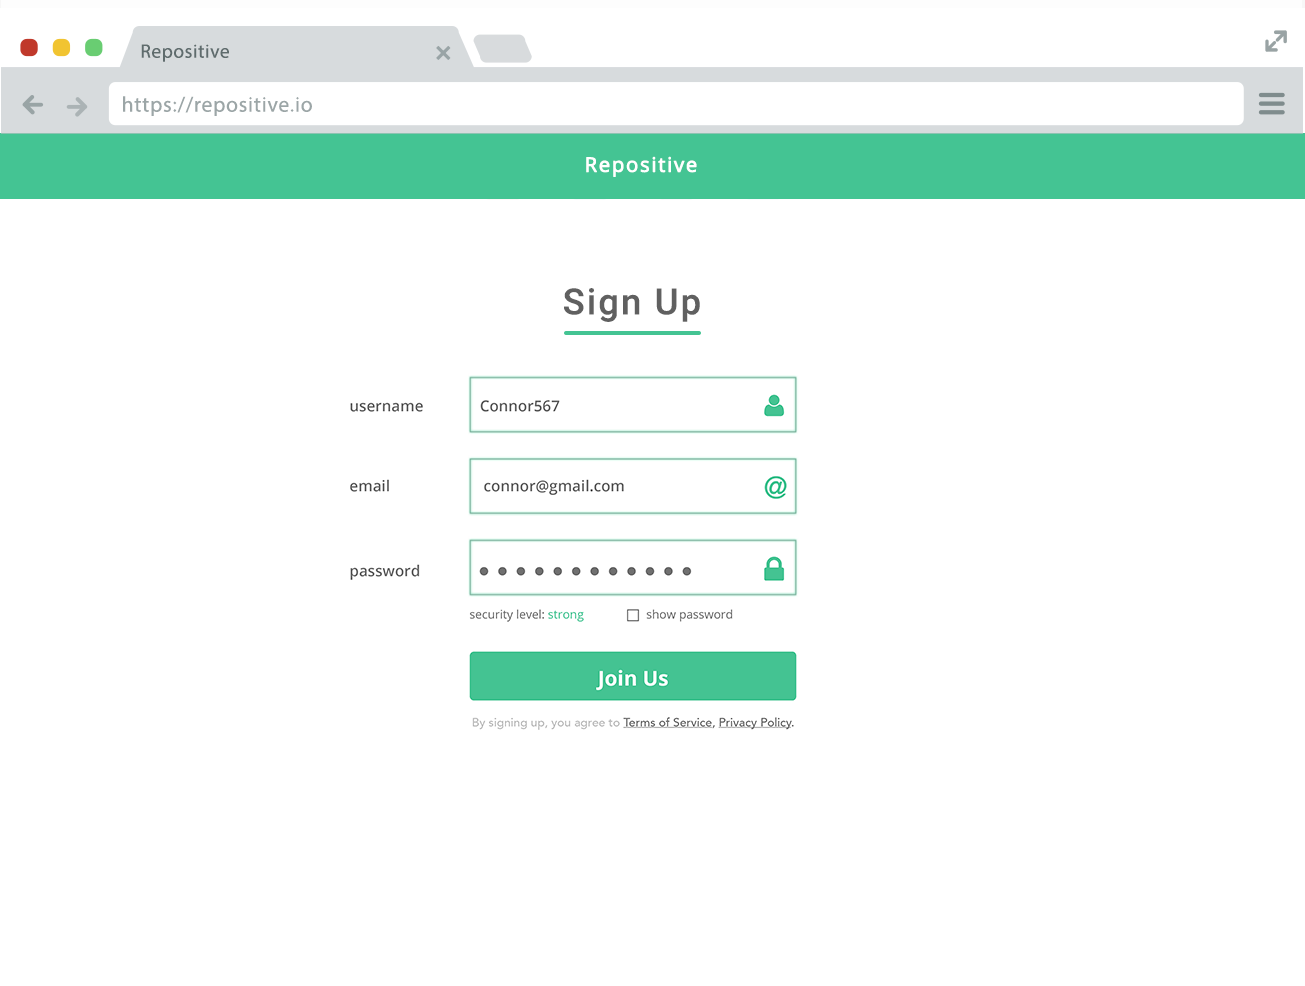 Repositive
https://repositive.io
Repositive
Sign Up
username Connor567
email connor@gmail.com @
password
security level: strong show password
Join Us
By signing up, you agree to Terms of Service, Privacy Policy.